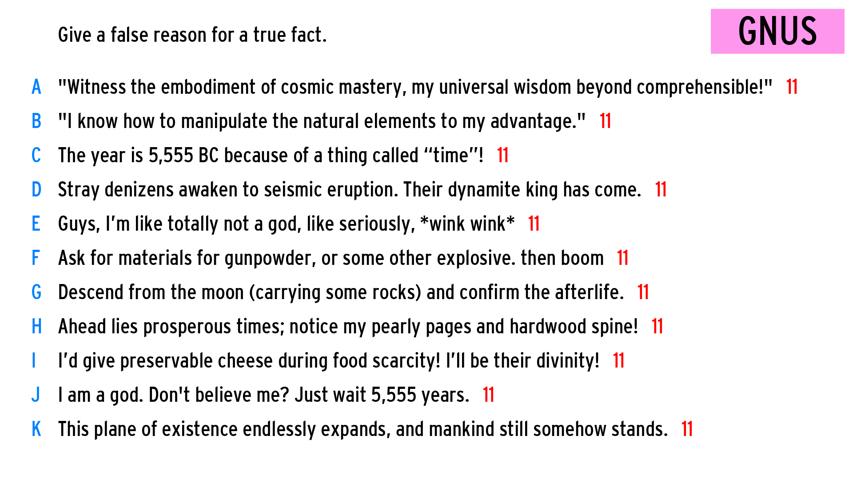 Give a false reason for a true fact.
GNUS
A "Witness the embodiment of cosmic mastery, my universal wisdom beyond comprehensible!" 11
B "I know how to manipulate the natural elements to my advantage." 11
C The year is 5,555 BC because of a thing called “time”! 11
D Stray denizens awaken to seismic eruption. Their dynamite king has come. 11
E Guys, I’m like totally not a god, like seriously, *wink wink* 11
F Ask for materials for gunpowder, or some other explosive. then boom 11
G Descend from the moon (carrying some rocks) and confirm the afterlife. 11
H Ahead lies prosperous times; notice my pearly pages and hardwood spine! 11
I I’d give preservable cheese during food scarcity! I’ll be their divinity! 11
J I am a god. Don't believe me? Just wait 5,555 years. 11
K This plane of existence endlessly expands, and mankind still somehow stands. 11